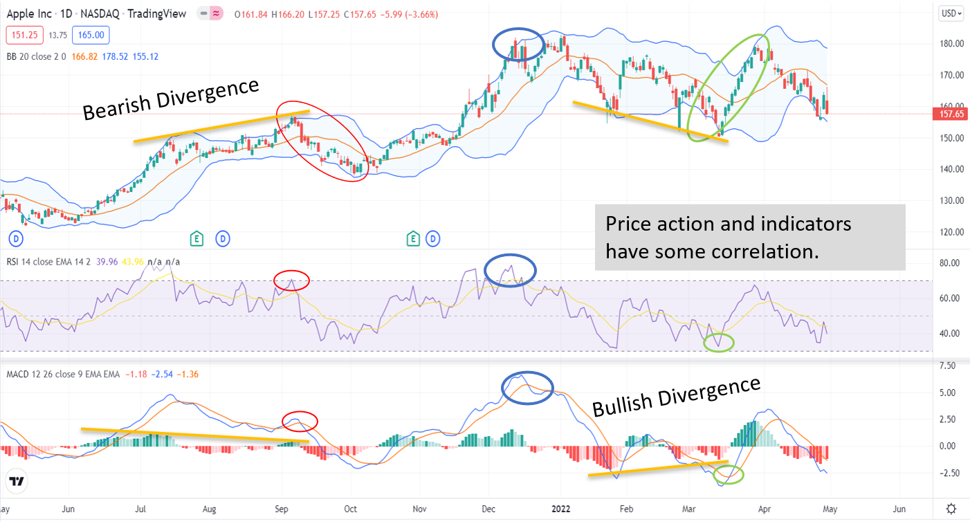 Apple Inc · 1D · NASDAQ · TradingView O161.84 H166.20 L157.25 C157.65 -5.99 (-3.66%)
USD
151.25 13.75 165.00
BB 20 close 2 0 166.82 178.52 155.12
Bearish Divergence
180.00
170.00
160.00
157.65
150.00
140.00
130.00
120.00
D E D E D
Price action and indicators
have some correlation.
RSI 14 close EMA 14 2 39.96 43.96 n/a n/a
80.00
60.00
40.00
MACD 12 26 close 9 EMA EMA -1.18 -2.54 -1.36
7.50
5.00
2.50
0.00
-2.50
Bullish Divergence
ay Jun Jul Aug Sep Oct Nov Dec 2022 Feb Mar Apr May Jun